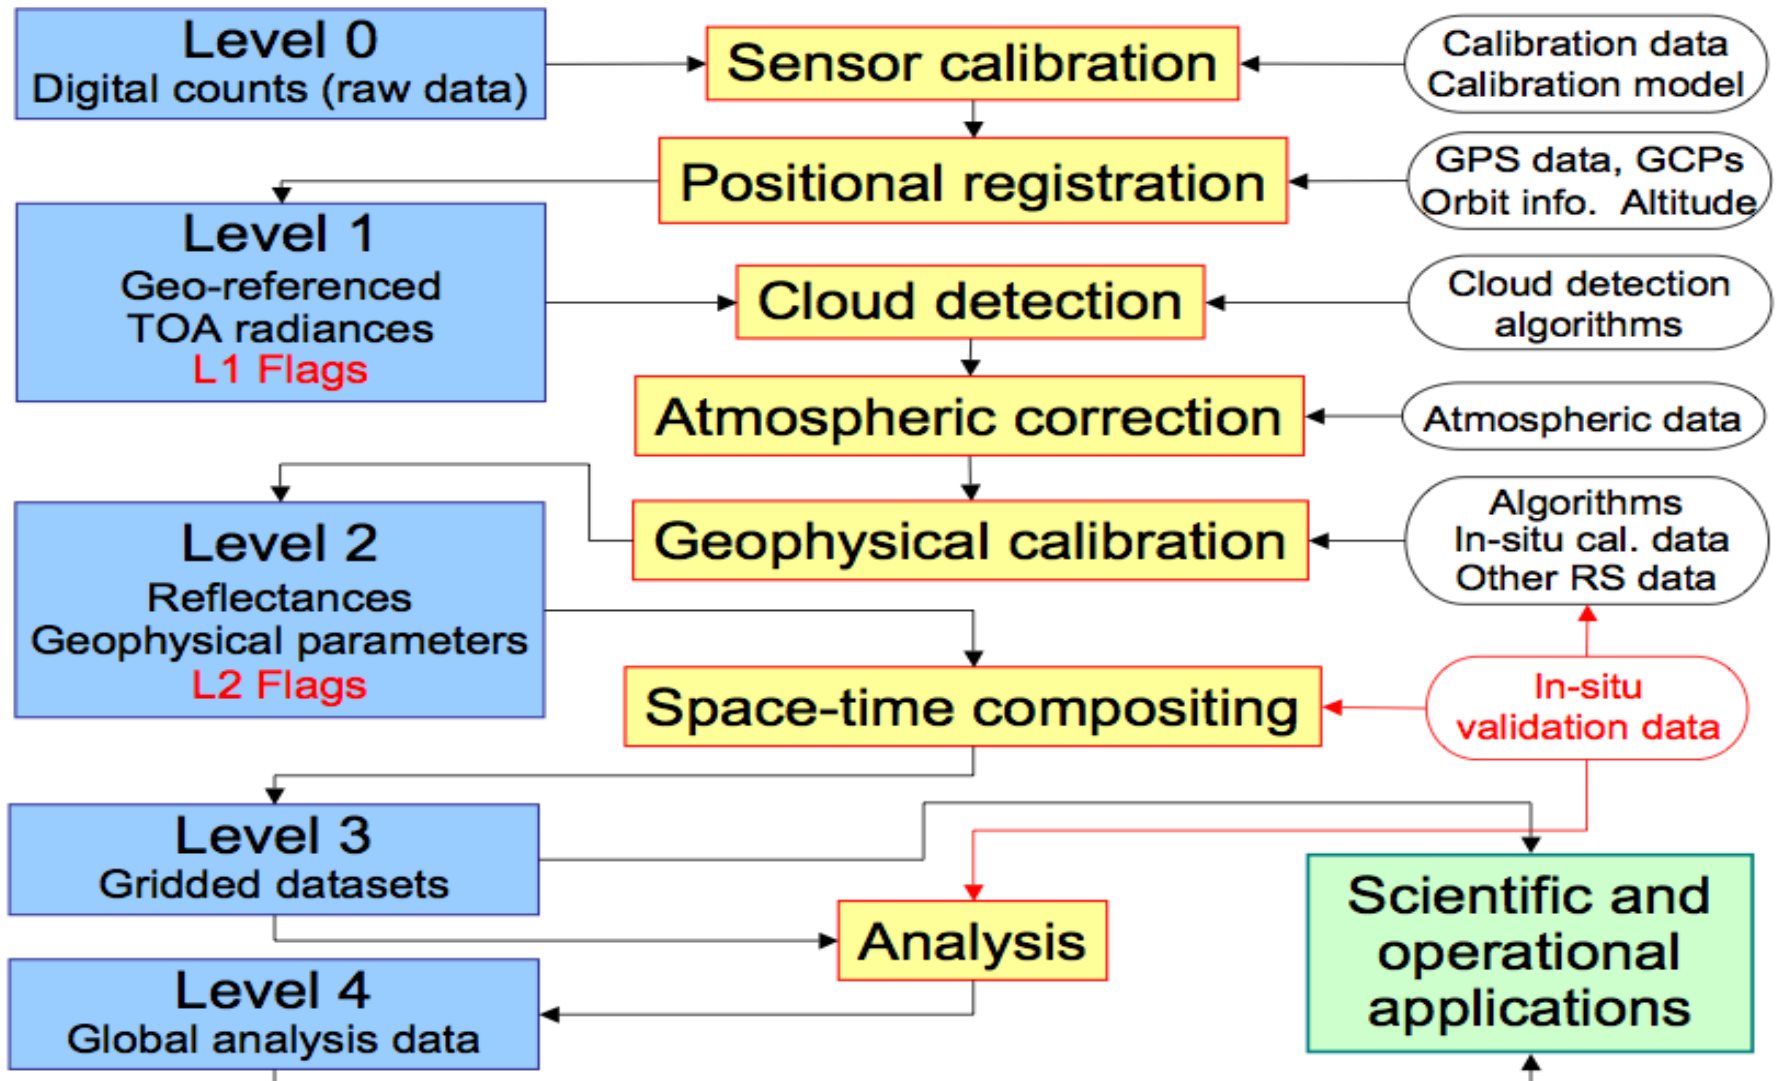 Level 0
Digital counts (raw data)
Sensor calibration
Calibration data
Calibration model
Positional registration
GPS data, GCPs
Orbit info.  Altitude
Level 1
Geo-referenced
TOA radiances
L1 Flags
Cloud detection
Cloud detection
algorithms
Atmospheric correction
Atmospheric data
Geophysical calibration
Algorithms
In-situ cal. data
Other RS data
Level 2
Reflectances
Geophysical parameters
L2 Flags
Space-time compositing
In-situ
validation data
Level 3
Gridded datasets
Analysis
Scientific and
operational
applications
Level 4
Global analysis data